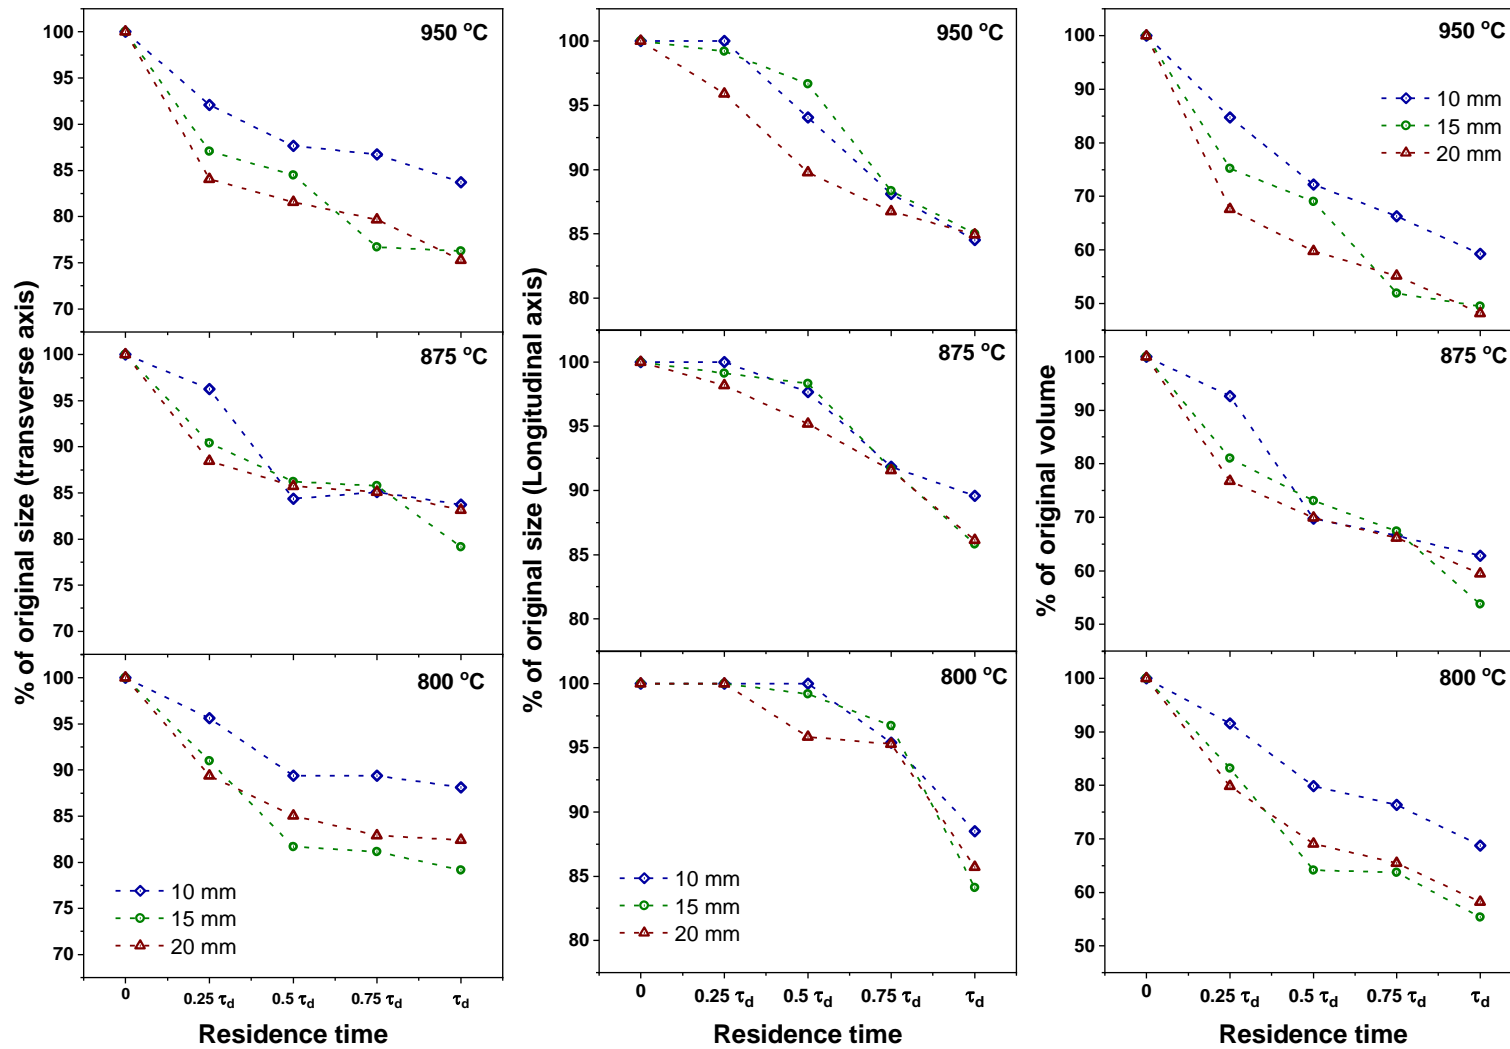 % of original size (transverse axis)
950 °C
100
95
90
85
80
75
70
875 °C
100
95
90
85
80
75
70
800 °C
100
95
90
85
80
75
70
10 mm
15 mm
20 mm
0 0.25 τd 0.5 τd 0.75 τd τd
Residence time
% of original size (Longitudinal axis)
950 °C
100
95
90
85
80
875 °C
100
95
90
85
80
800 °C
100
95
90
85
80
10 mm
15 mm
20 mm
0 0.25 τd 0.5 τd 0.75 τd τd
Residence time
% of original volume
950 °C
10 mm
15 mm
20 mm
100
90
80
70
60
50
875 °C
100
90
80
70
60
50
800 °C
100
90
80
70
60
50
0 0.25 τd 0.5 τd 0.75 τd τd
Residence time